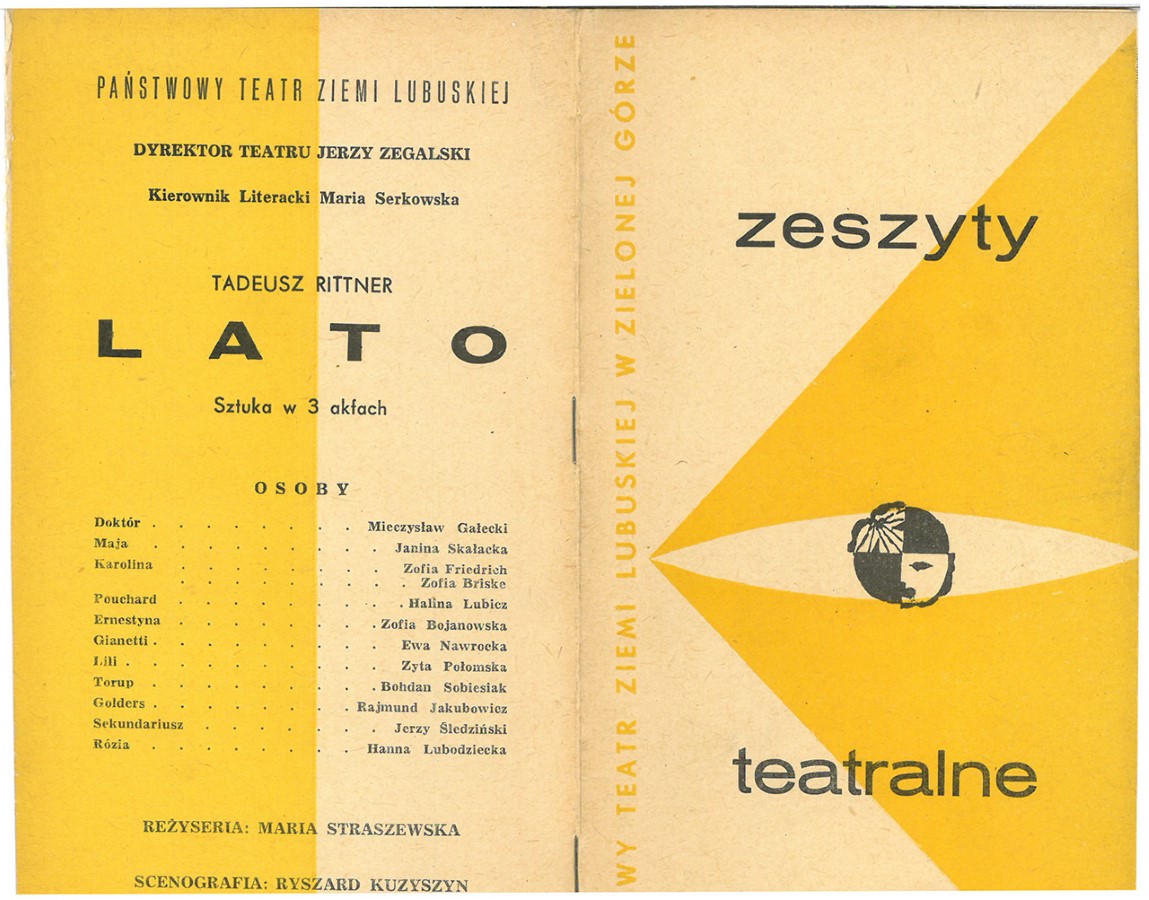 PAŃSTWOWY TEATR ZIEMI LUBUSKIEJ
DYREKTOR TEATRU JERZY ZEGALSKI
Kierownik Literacki Maria Serkowska
TADEUSZ RITTNER
LATO
Sztuka w 3 aktach
OSOBY
Doktór . . . . . . . . Mieczysław Gałecki
Maja . . . . . . . . . Janina Skałacka
Karolina . . . . . . . . Zofia Friedrich
. . . . . . . . . Zofia Briske
Pouchard . . . . . . . . . Halina Lubicz
Ernestyna . . . . . . . . . Zofia Bojanowska
Gianetti . . . . . . . . . Ewa Nawrocka
Lili . . . . . . . . . . Zyta Połomska
Torup . . . . . . . . . . Bohdan Sobiesiak
Golders . . . . . . . . . Rajmund Jakubowicz
Sekundariusz . . . . . . . Jerzy Śledziński
Rózia . . . . . . . . Hanna Lubodziecka
REŻYSERIA: MARIA STRASZEWSKA
SCENOGRAFIA: RYSZARD KUZYSZYN
WY TEATR ZIEMI LUBUSKIEJ W ZIELONEJ GÓRZE
zeszyty
teatralne